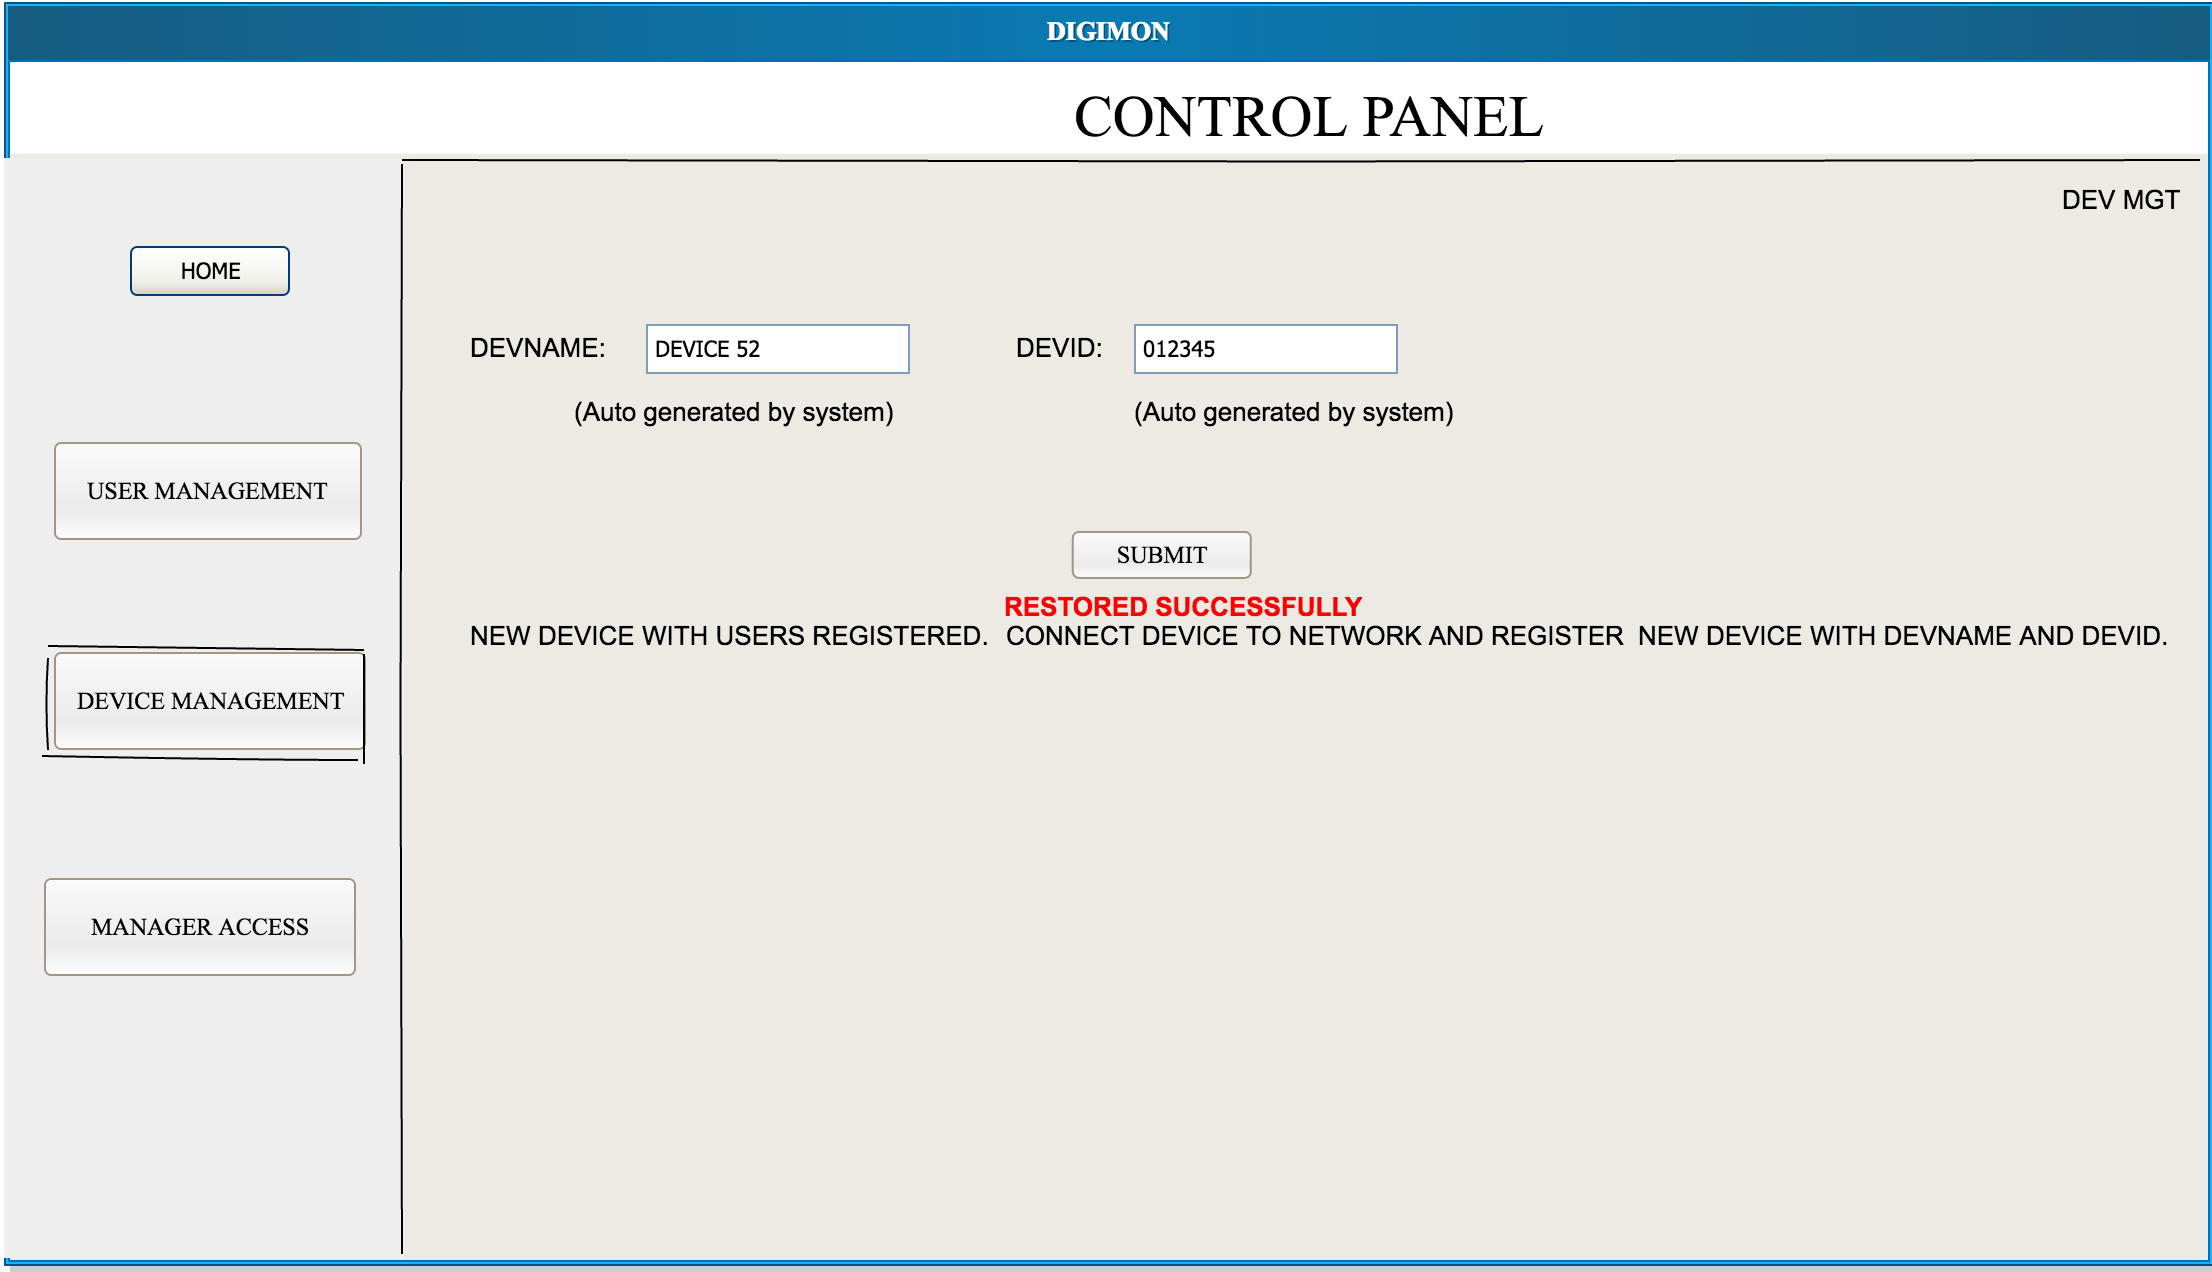 DIGIMON
CONTROL PANEL
DEV MGT
HOME
DEVNAME: DEVICE 52 DEVID: 012345
(Auto generated by system) (Auto generated by system)
USER MANAGEMENT
SUBMIT
RESTORED SUCCESSFULLY
NEW DEVICE WITH USERS REGISTERED. CONNECT DEVICE TO NETWORK AND REGISTER NEW DEVICE WITH DEVNAME AND DEVID.
DEVICE MANAGEMENT
MANAGER ACCESS